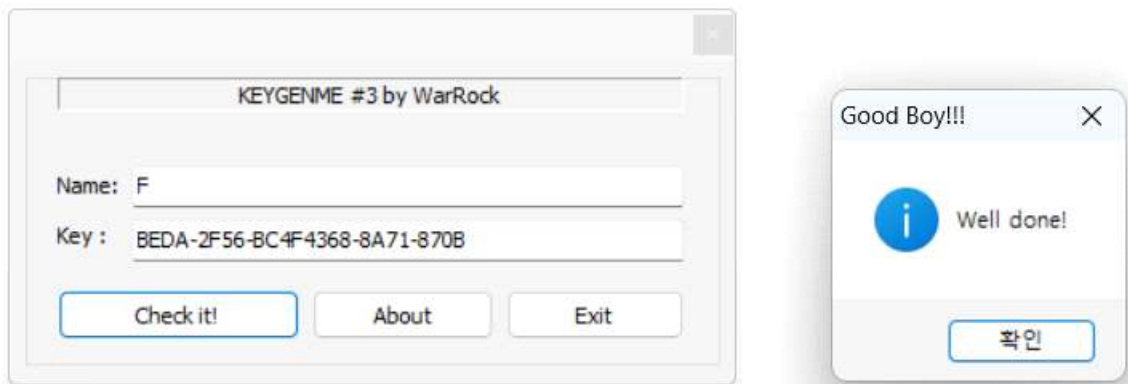 KEYGENME #3 by WarRock
Name: F
Key : BEDA-2F56-BC4F4368-8A71-870B
Check it! About Exit
Good Boy!!!
Well done!
확인